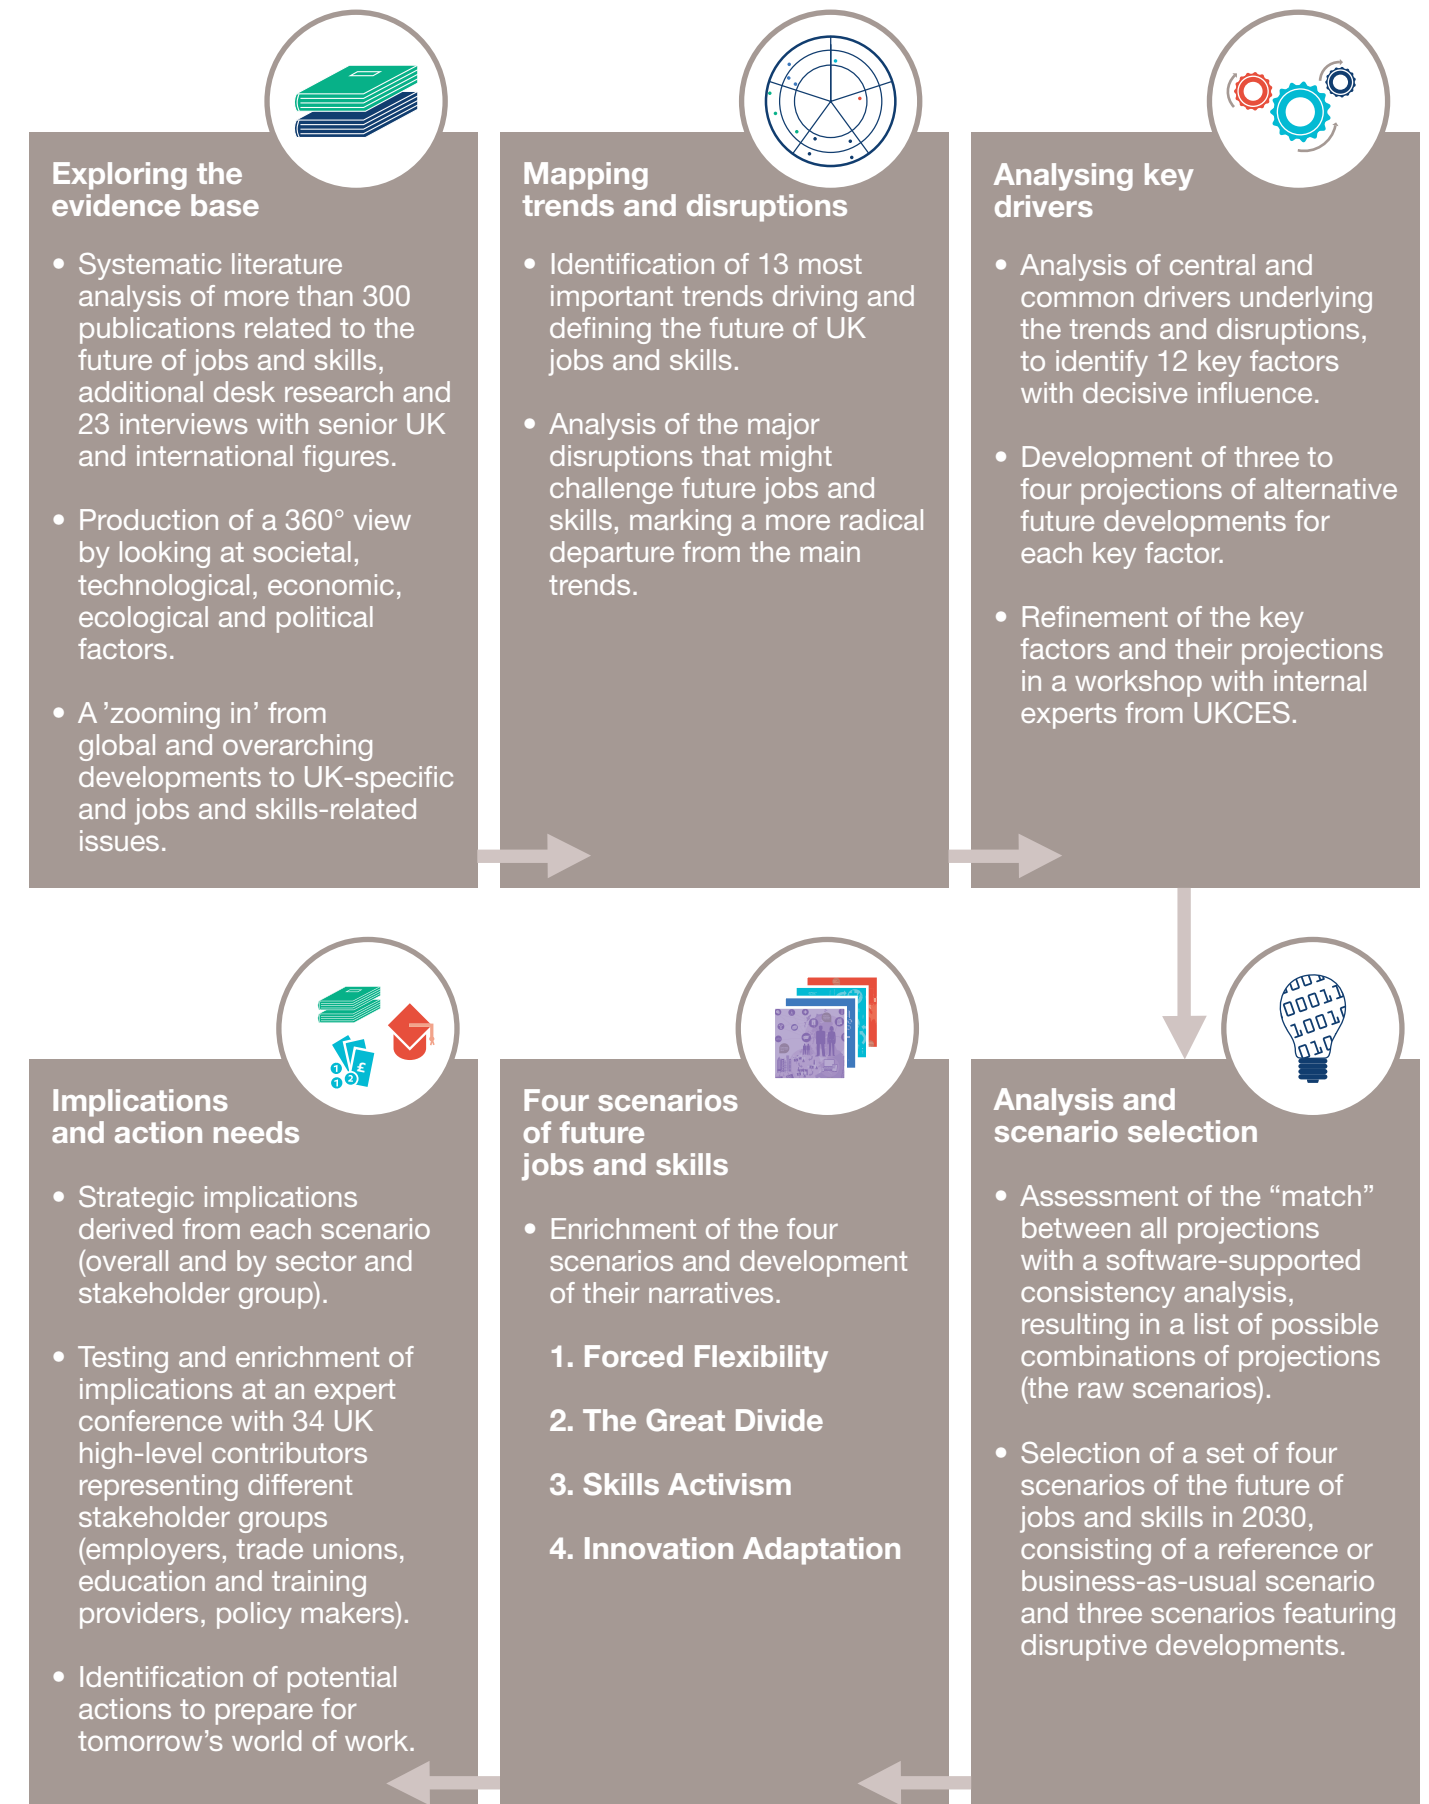 Exploring the
evidence base
• Systematic literature
analysis of more than 300
publications related to the
future of jobs and skills,
additional desk research and
23 interviews with senior UK
and international figures.
• Production of a 360° view
by looking at societal,
technological, economic,
ecological and political
factors.
• A ’zooming in’ from
global and overarching
developments to UK-specific
and jobs and skills-related
issues.
Mapping
trends and disruptions
• Identification of 13 most
important trends driving and
defining the future of UK
jobs and skills.
• Analysis of the major
disruptions that might
challenge future jobs and
skills, marking a more radical
departure from the main
trends.
Analysing key
drivers
• Analysis of central and
common drivers underlying
the trends and disruptions,
to identify 12 key factors
with decisive influence.
• Development of three to
four projections of alternative
future developments for
each key factor.
• Refinement of the key
factors and their projections
in a workshop with internal
experts from UKCES.
Analysis and
scenario selection
• Assessment of the “match”
between all projections
with a software-supported
consistency analysis,
resulting in a list of possible
combinations of projections
(the raw scenarios).
• Selection of a set of four
scenarios of the future of
jobs and skills in 2030,
consisting of a reference or
business-as-usual scenario
and three scenarios featuring
disruptive developments.
Four scenarios
of future
jobs and skills
• Enrichment of the four
scenarios and development
of their narratives.
1. Forced Flexibility
2. The Great Divide
3. Skills Activism
4. Innovation Adaptation
£
1
1
2
Implications
and action needs
• Strategic implications
derived from each scenario
(overall and by sector and
stakeholder group).
• Testing and enrichment of
implications at an expert
conference with 34 UK
high-level contributors
representing different
stakeholder groups
(employers, trade unions,
education and training
providers, policy makers).
• Identification of potential
actions to prepare for
tomorrow’s world of work.